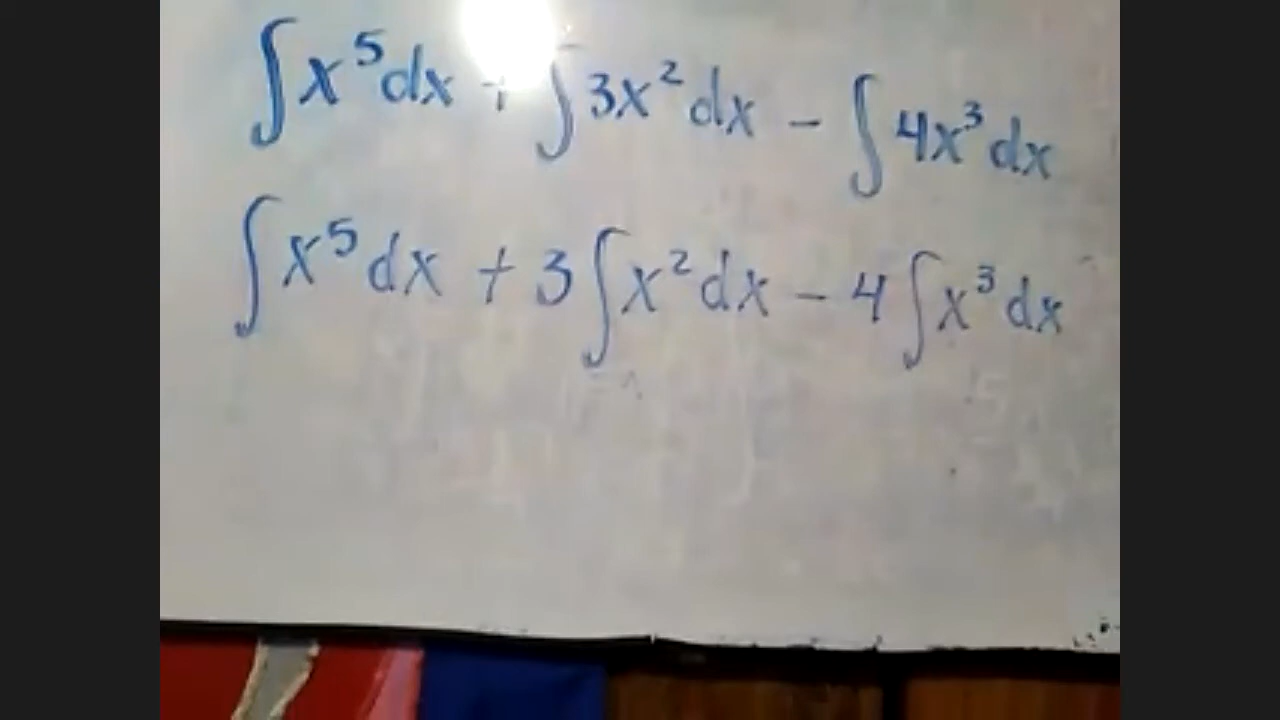 ∫x⁵dx + ∫3x²dx - ∫4x³dx
∫x⁵dx + 3∫x²dx - 4∫x³dx